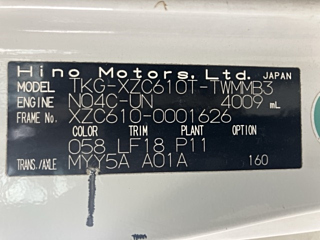 Hino Motors, Ltd. JAPAN
MODEL TKG-XZC610T-TWMMB3
ENGINE N04C-UN 4009 mL
FRAME No. XZC610-0001626
COLOR TRIM PLANT OPTION
058 LF18 P11
TRANS./AXLE MYY5A A01A 160